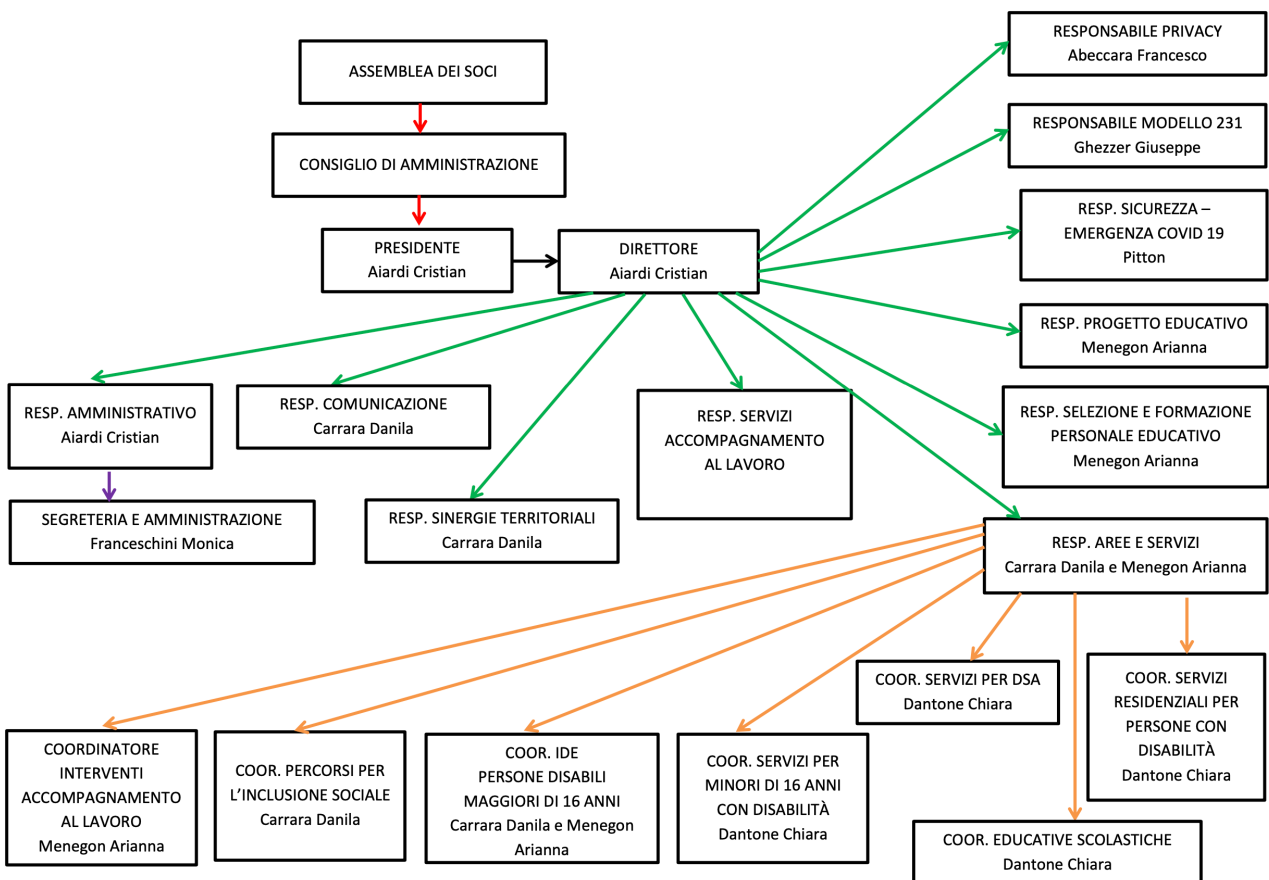 ASSEMBLEA DEI SOCI
CONSIGLIO DI AMMINISTRAZIONE
PRESIDENTE
Aiardi Cristian
DIRETTORE
Aiardi Cristian
RESPONSABILE PRIVACY
Abeccara Francesco
RESPONSABILE MODELLO 231
Ghezzer Giuseppe
RESP. SICUREZZA –
EMERGENZA COVID 19
Pitton
RESP. PROGETTO EDUCATIVO
Menegon Arianna
RESP. AMMINISTRATIVO
Aiardi Cristian
RESP. COMUNICAZIONE
Carrara Danila
RESP. SERVIZI
ACCOMPAGNAMENTO
AL LAVORO
RESP. SELEZIONE E FORMAZIONE
PERSONALE EDUCATIVO
Menegon Arianna
SEGRETERIA E AMMINISTRAZIONE
Franceschini Monica
RESP. SINERGIE TERRITORIALI
Carrara Danila
RESP. AREE E SERVIZI
Carrara Danila e Menegon Arianna
COORDINATORE
INTERVENTI
ACCOMPAGNAMENTO
AL LAVORO
Menegon Arianna
COOR. PERCORSI PER
L'INCLUSIONE SOCIALE
Carrara Danila
COOR. IDE
PERSONE DISABILI
MAGGIORI DI 16 ANNI
Carrara Danila e Menegon
Arianna
COOR. SERVIZI PER
MINORI DI 16 ANNI
CON DISABILITÀ
Dantone Chiara
COOR. SERVIZI PER DSA
Dantone Chiara
COOR. SERVIZI
RESIDENZIALI PER
PERSONE CON
DISABILITÀ
Dantone Chiara
COOR. EDUCATIVE SCOLASTICHE
Dantone Chiara